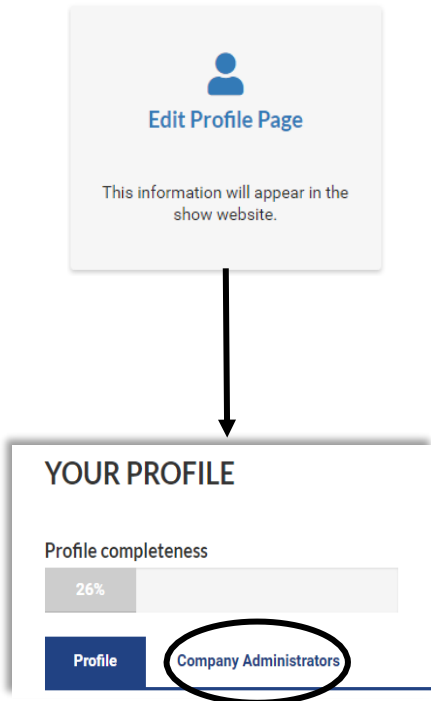 Edit Profile Page
This information will appear in the
show website.
YOUR PROFILE
Profile completeness
26%
Profile
Company Administrators